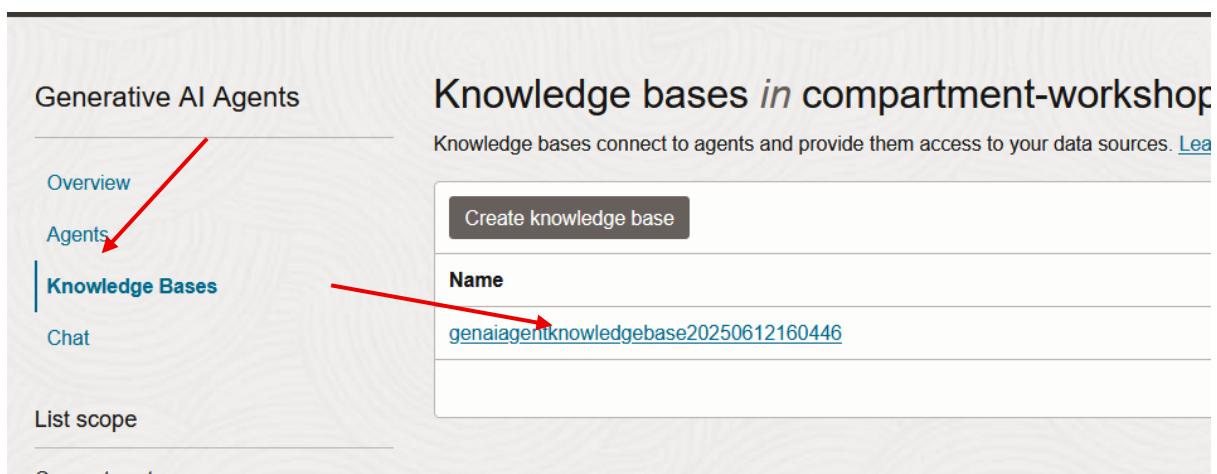 Generative AI Agents
Overview
Agents
Knowledge Bases
Chat
List scope
Knowledge bases in compartment-workshop
Knowledge bases connect to agents and provide them access to your data sources. Lea
Create knowledge base
Name
genaiagentknowledgebase20250612160446